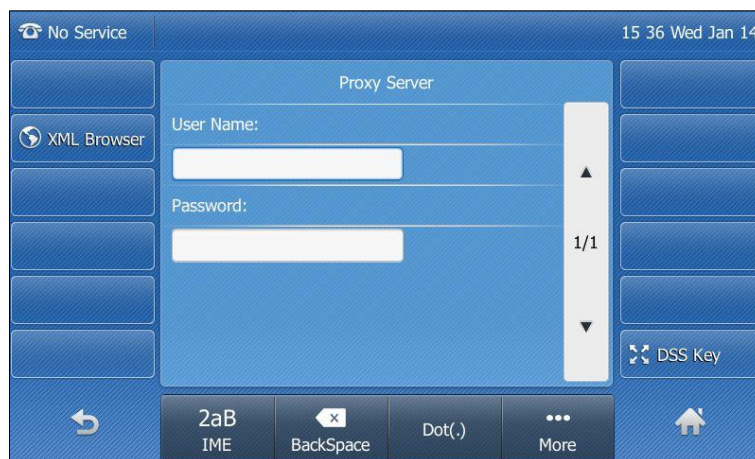 No Service
15 36 Wed Jan 14
Proxy Server
User Name:
XML Browser
Password:
1/1
DSS Key
2aB
IME
BackSpace
Dot(.)
More